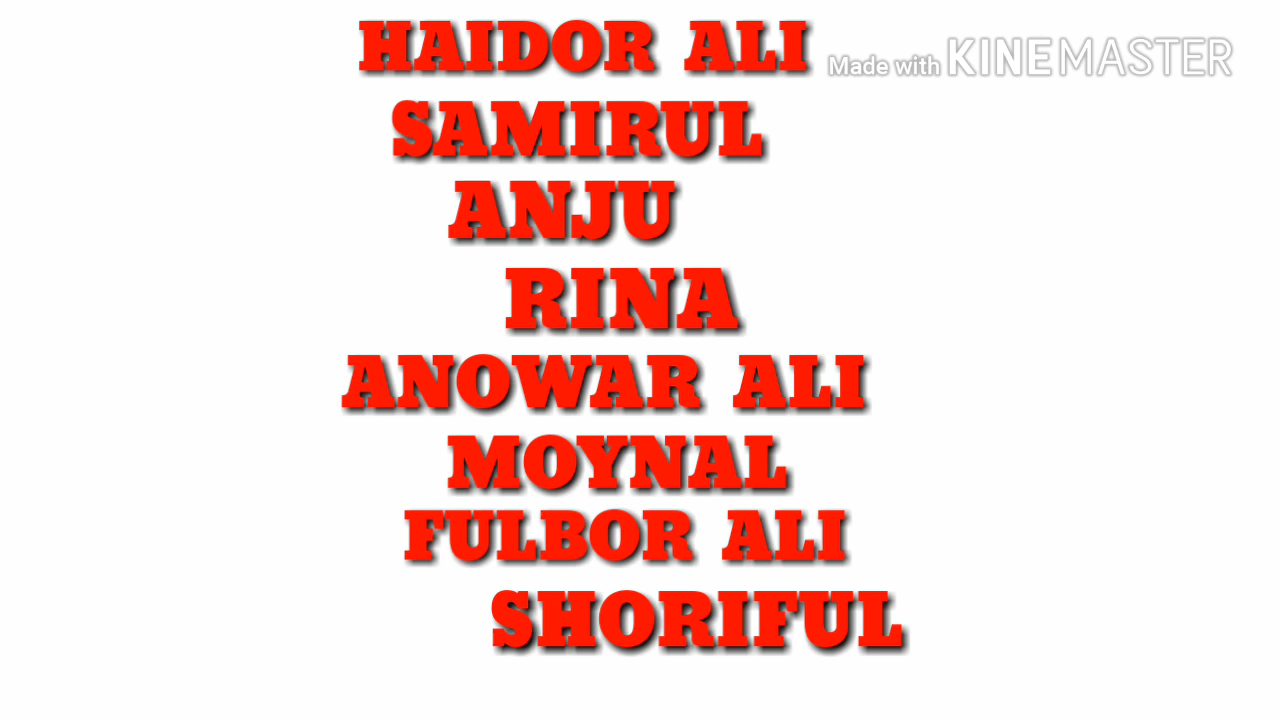 HAIDOR ALI
Made with KINEMASTER
SAMIRUL
ANJU
RINA
ANOWAR ALI
MOYNAL
FULBOR ALI
SHORIFUL